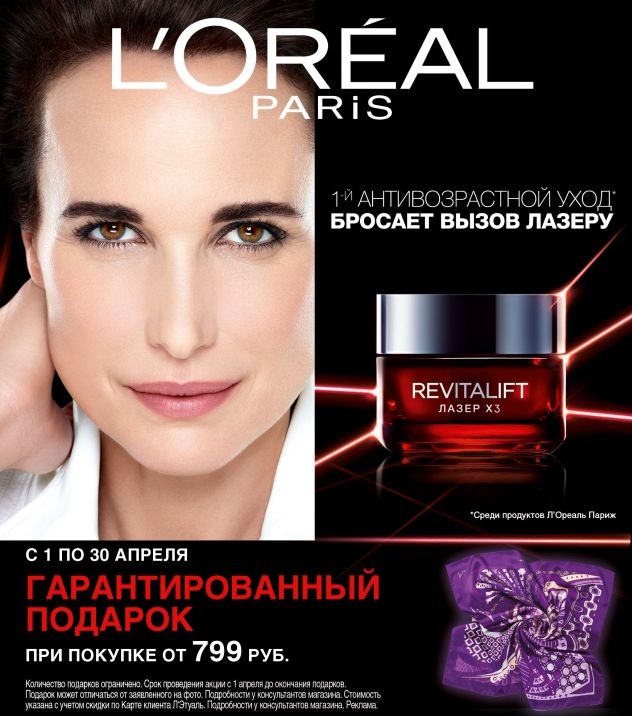 L'ORÉAL
PARiS
1-Й АНТИВОЗРАСТНОЙ УХОД*
БРОСАЕТ ВЫЗОВ ЛАЗЕРУ
REVITALIFT
ЛАЗЕР X3
*Среди продуктов Л'Ореаль Париж
С 1 ПО 30 АПРЕЛЯ
ГАРАНТИРОВАННЫЙ
ПОДАРОК
ПРИ ПОКУПКЕ ОТ 799 РУБ.
Количество подарков ограничено. Срок проведения акции с 1 апреля до окончания подарков.
Подарок может отличаться от заявленного на фото. Подробности у консультантов магазина. Стоимость
указана с учетом скидки по Карте клиента Л'Этуаль. Подробности у консультантов магазина. Реклама.